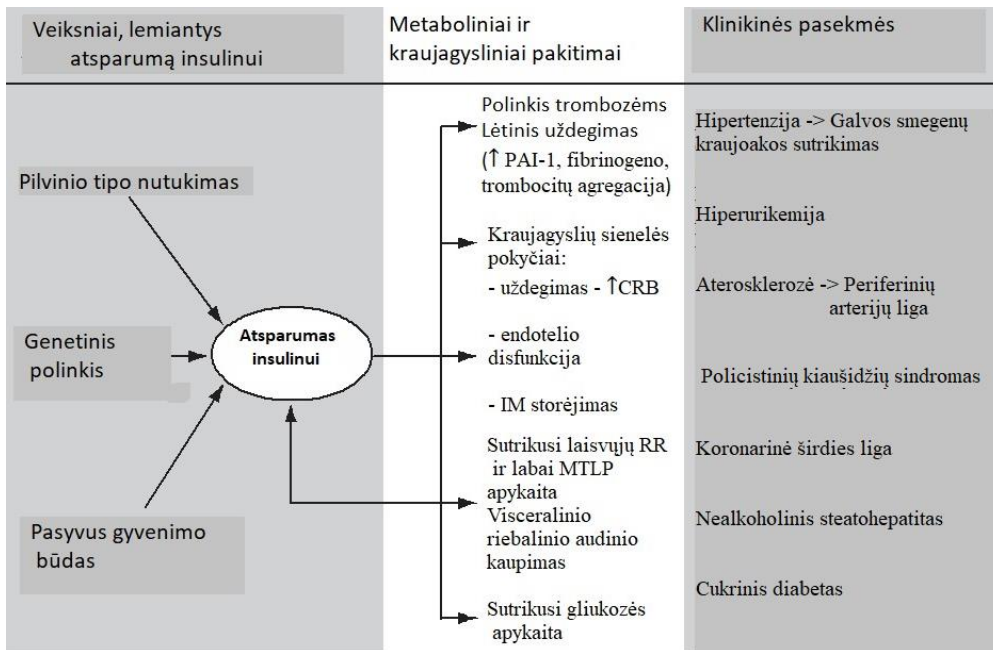 Veiksniai, lemiantys
atsparumą insulinui
Metaboliniai ir
kraujagysliniai pakitimai
Klinikinės pasekmės
Pilvinio tipo nutukimas
Genetinis
polinkis
Pasyvus gyvenimo
būdas
Atsparumas
insulinui
Polinkis trombozėms
Lėtinis uždegimas
(↑ PAI-1, fibrinogeno,
trombocitų agregacija)
Kraujagyslių sienelės
pokyčiai:
- uždegimas - ↑CRB
- endotelio
disfunkcija
- IM storėjimas
Sutrikusi laisvųjų RR
ir labai MTLP
apykaita
Visceralinio
riebalinio audinio
kaupimas
Sutrikusi gliukozės
apykaita
Hipertenzija -> Galvos smegenų
kraujoakos sutrikimas
Hiperurikemija
Aterosklerozė -> Periferinių
arterijų liga
Policistinių kiaušidžių sindromas
Koronarinė širdies liga
Nealkoholinis steatohepatitas
Cukrinis diabetas